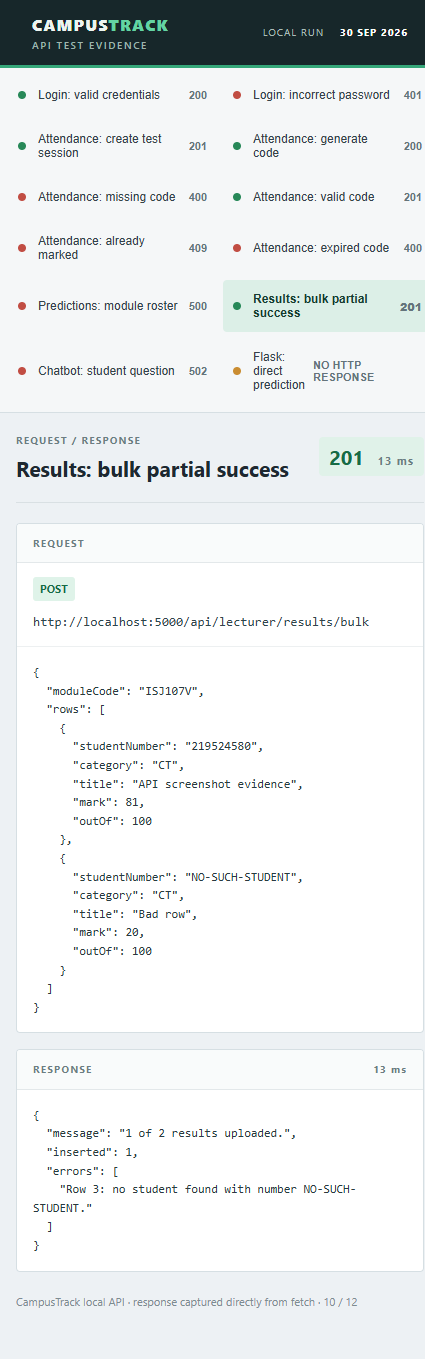 CAMPUSTRACK
API TEST EVIDENCE
LOCAL RUN 30 SEP 2026
Login: valid credentials 200
Login: incorrect password 401
Attendance: create test
session 201
Attendance: generate
code 200
Attendance: missing code 400
Attendance: valid code 201
Attendance: already
marked 409
Attendance: expired code 400
Predictions: module roster 500
Results: bulk partial
success 201
Chatbot: student question 502
Flask:
direct
prediction
NO HTTP
RESPONSE
REQUEST / RESPONSE
Results: bulk partial success
201 13 ms
REQUEST
POST
http://localhost:5000/api/lecturer/results/bulk
{
  "moduleCode": "ISJ107V",
  "rows": [
    {
      "studentNumber": "219524580",
      "category": "CT",
      "title": "API screenshot evidence",
      "mark": 81,
      "outOf": 100
    },
    {
      "studentNumber": "NO-SUCH-STUDENT",
      "category": "CT",
      "title": "Bad row",
      "mark": 20,
      "outOf": 100
    }
  ]
}
RESPONSE 13 ms
{
  "message": "1 of 2 results uploaded.",
  "inserted": 1,
  "errors": [
    "Row 3: no student found with number NO-SUCH-
STUDENT."
  ]
}
CampusTrack local API · response captured directly from fetch · 10 / 12